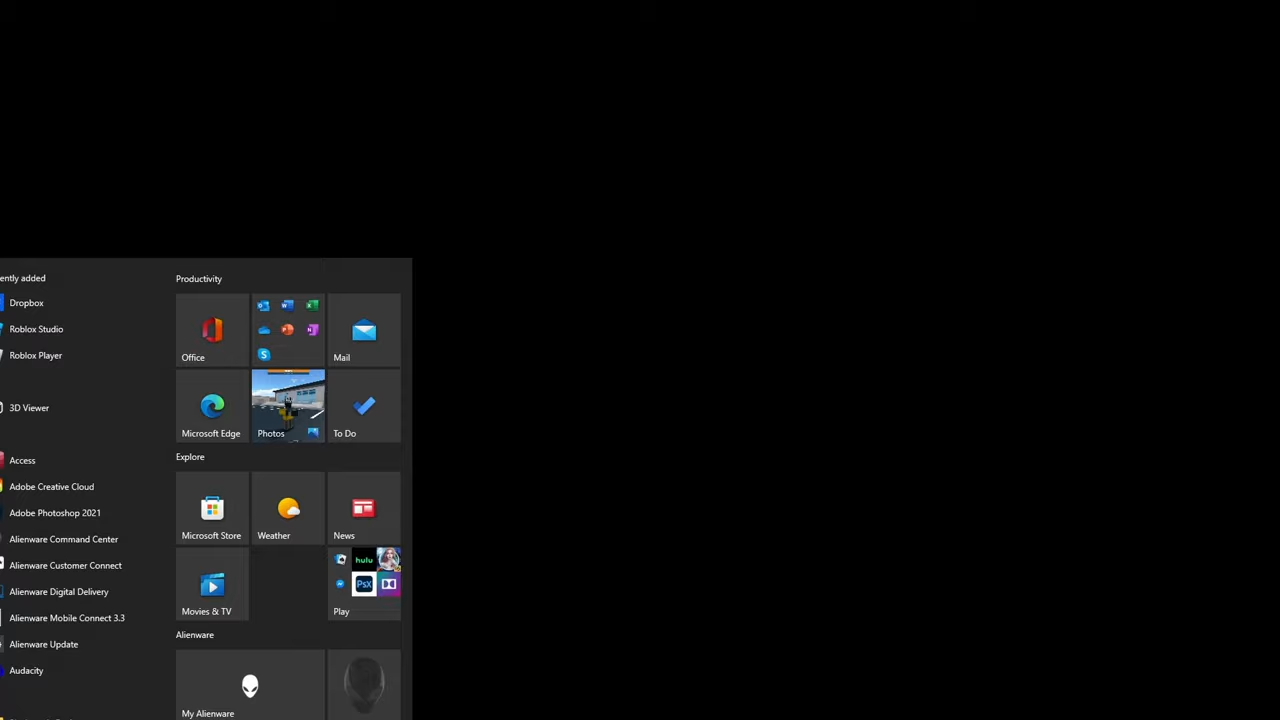 ently added
Dropbox
Roblox Studio
Roblox Player
3D Viewer
Access
Adobe Creative Cloud
Adobe Photoshop 2021
Alienware Command Center
Alienware Customer Connect
Alienware Digital Delivery
Alienware Mobile Connect 3.3
Alienware Update
Audacity
Productivity
Office
Mail
Microsoft Edge
Photos
To Do
Explore
Microsoft Store
Weather
News
Movies & TV
hulu
PsX
Play
Alienware
My Alienware